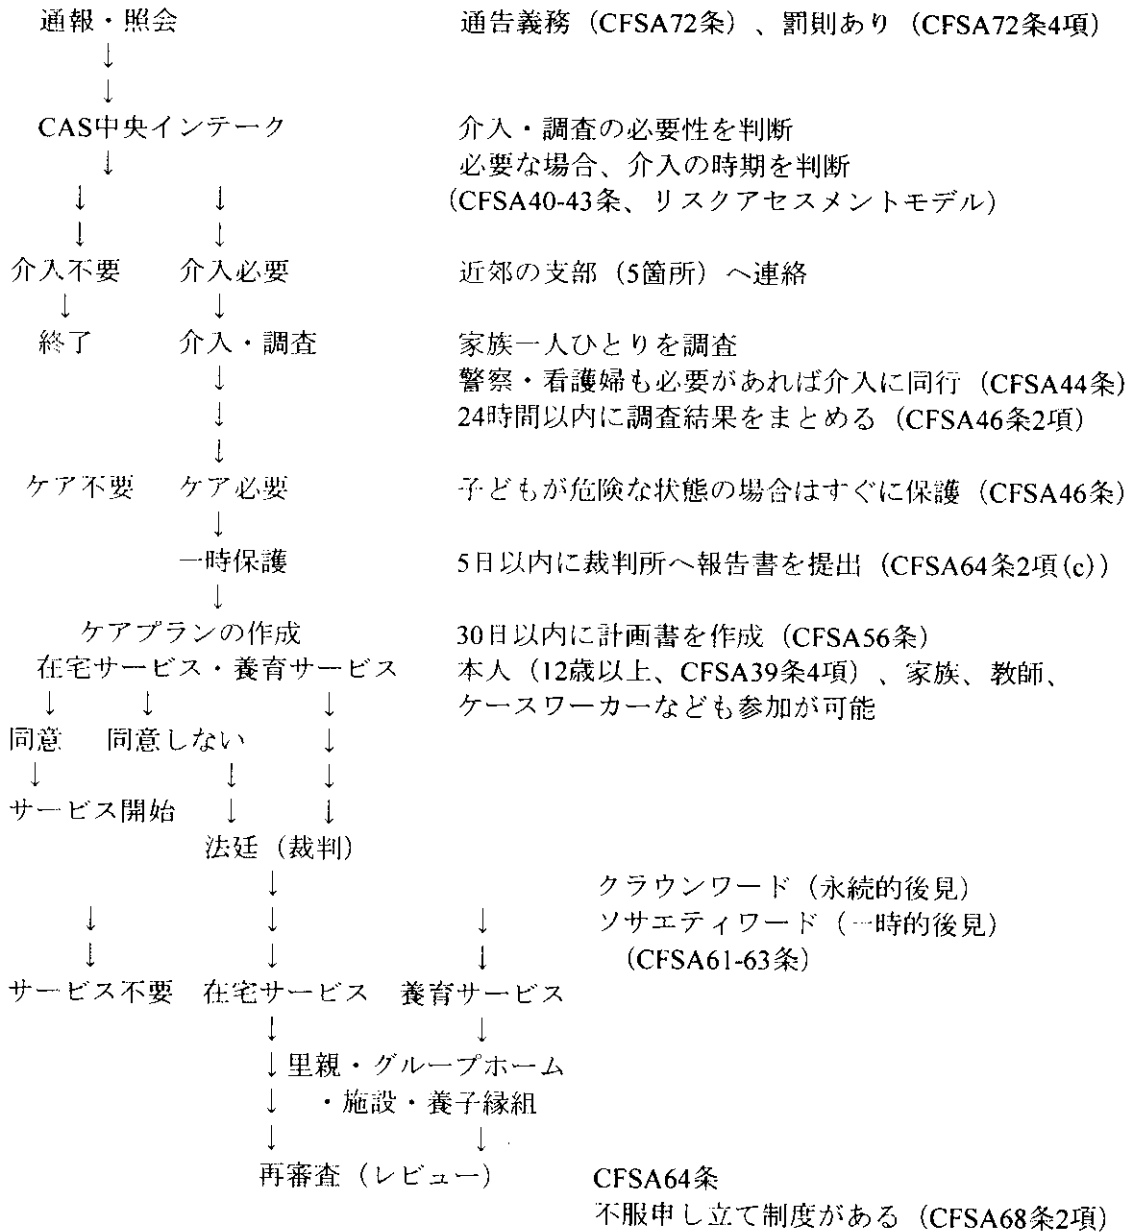 通報・照会 通告義務(CFSA72条)、罰則あり(CFSA72条4項)
↓
↓
CAS中央インテーク 介入・調査の必要性を判断
↓ 必要な場合、介入の時期を判断
↓ ↓ (CFSA40-43条、リスクアセスメントモデル)
↓ ↓
介入不要 介入必要 近郊の支部(5箇所)へ連絡
↓ ↓
終了 介入・調査 家族一人ひとりを調査
↓ 警察・看護婦も必要があれば介入に同行(CFSA44条)
↓ 24時間以内に調査結果をまとめる(CFSA46条2項)
↓
ケア不要 ケア必要 子どもが危険な状態の場合はすぐに保護(CFSA46条)
↓
一時保護 5日以内に裁判所へ報告書を提出(CFSA64条2項(c))
↓
ケアプランの作成 30日以内に計画書を作成(CFSA56条)
在宅サービス・養育サービス 本人(12歳以上、CFSA39条4項)、家族、教師、
↓ ↓ ↓ ケースワーカーなども参加が可能
同意 同意しない ↓
↓ ↓ ↓
サービス開始 ↓ ↓
法廷(裁判)
↓ クラウンワード(永続的後見)
↓ ↓ ↓ ソサエティワード(一時的後見)
↓ ↓ ↓ (CFSA61-63条)
サービス不要 在宅サービス 養育サービス
↓ ↓
↓里親・グループホーム
↓ ・施設・養子縁組
↓ ↓
再審査(レビュー) CFSA64条
不服申し立て制度がある(CFSA68条2項)